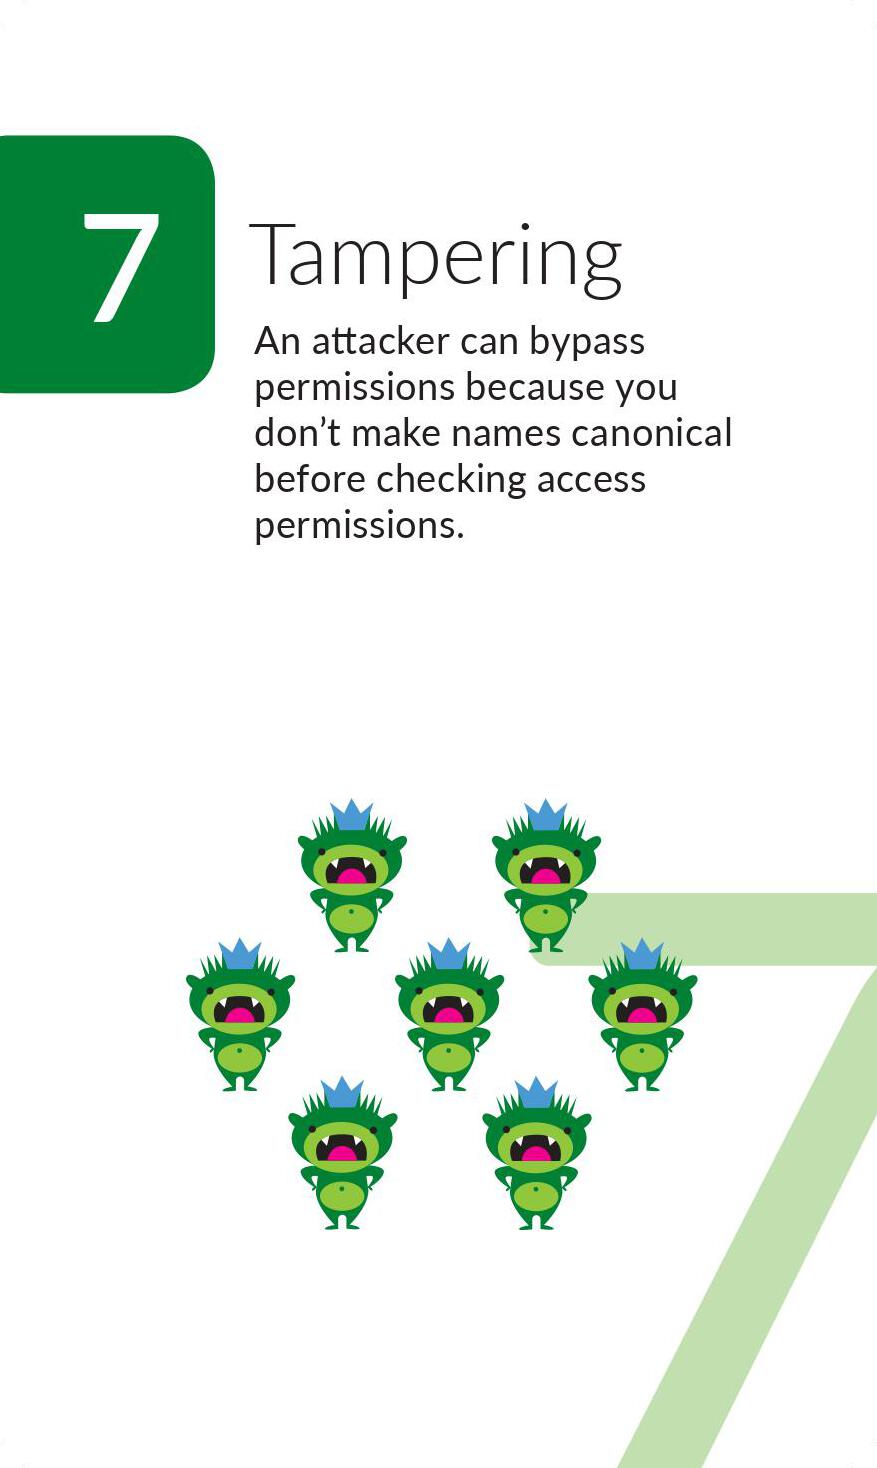 7
Tampering
An attacker can bypass
permissions because you
don’t make names canonical
before checking access
permissions.
7